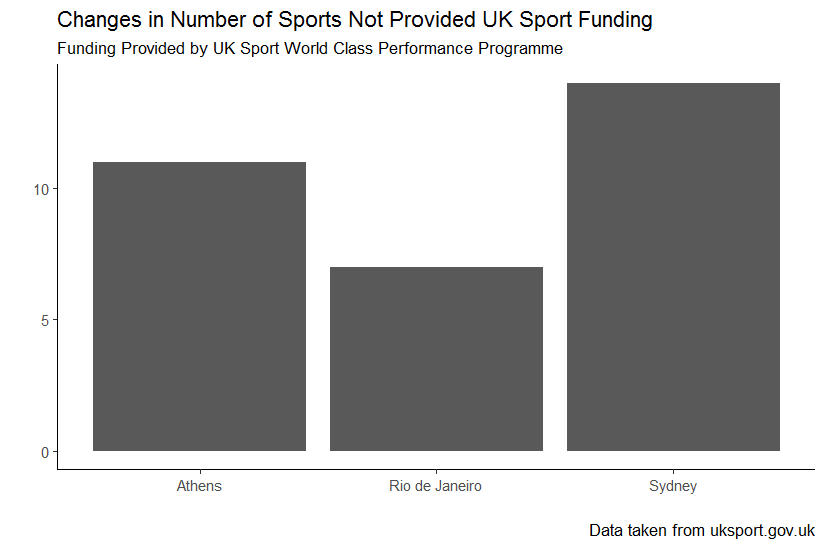 Changes in Number of Sports Not Provided UK Sport Funding
Funding Provided by UK Sport World Class Performance Programme
10
5
0
Athens
Rio de Janeiro
Sydney
Data taken from uksport.gov.uk